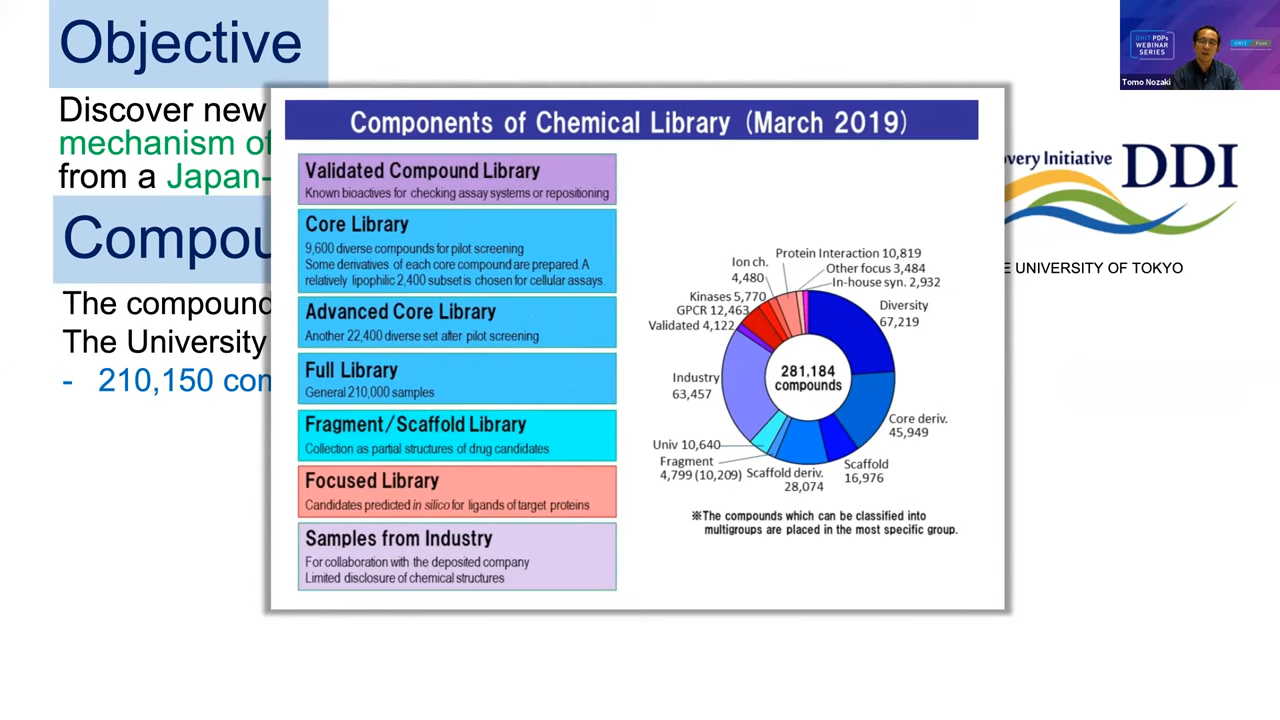 Objective
Discover new
mechanism of
from a Japan-
Compou
The compound
The University
- 210,150 com
GHIT PDPs
WEBINAR
SERIES
GHIT Fund
Tomo Nozaki
overy Initiative
DDI
E UNIVERSITY OF TOKYO
Components of Chemical Library (March 2019)
Validated Compound Library
Known bioactives for checking assay systems or repositioning
Core Library
9,600 diverse compounds for pilot screening
Some derivatives of each core compound are prepared. A
relatively lipophilic 2,400 subset is chosen for cellular assays.
Advanced Core Library
Another 22,400 diverse set after pilot screening
Full Library
General 210,000 samples
Fragment/Scaffold Library
Collection as partial structures of drug candidates
Focused Library
Candidates predicted in silico for ligands of target proteins
Samples from Industry
For collaboration with the deposited company
Limited disclosure of chemical structures
Protein Interaction 10,819
Ion ch.
4,480
Other focus 3,484
In-house syn. 2,932
Kinases 5,770
GPCR 12,463
Validated 4,122
Diversity
67,219
281,184
compounds
Industry
63,457
Core deriv.
45,949
Univ 10,640
Fragment
4,799 (10,209)
Scaffold deriv.
28,074
Scaffold
16,976
※The compounds which can be classified into
multigroups are placed in the most specific group.